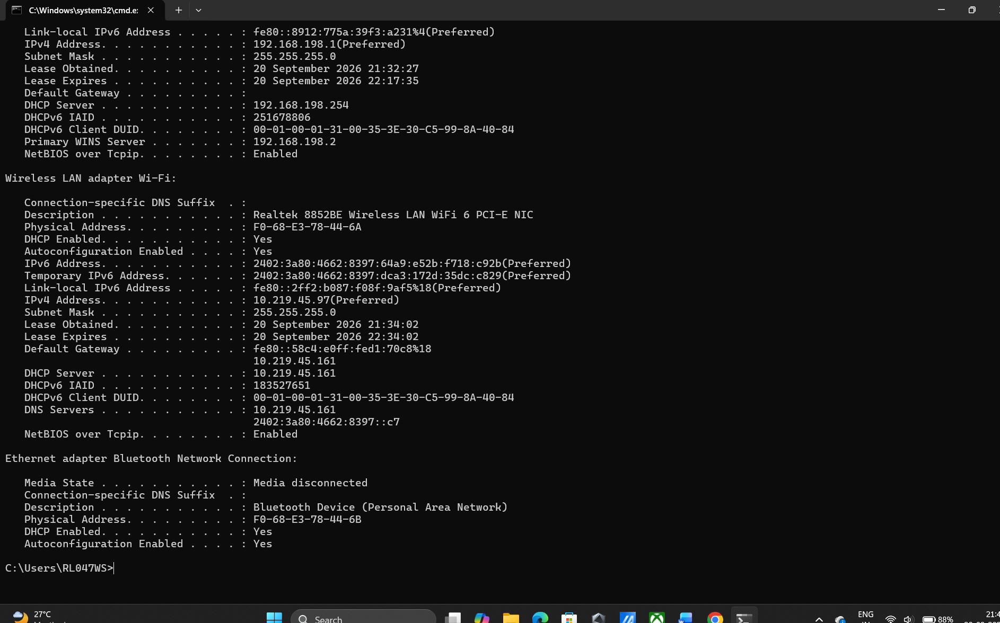 C:\Windows\system32\cmd.e
Link-local IPv6 Address . . . . . : fe80::8912:775a:39f3:a231%4(Preferred)
IPv4 Address. . . . . . . . . . . : 192.168.198.1(Preferred)
Subnet Mask . . . . . . . . . . . : 255.255.255.0
Lease Obtained. . . . . . . . . . : 20 September 2026 21:32:27
Lease Expires . . . . . . . . . . : 20 September 2026 22:17:35
Default Gateway . . . . . . . . . :
DHCP Server . . . . . . . . . . . : 192.168.198.254
DHCPv6 IAID . . . . . . . . . . . : 251678806
DHCPv6 Client DUID. . . . . . . . : 00-01-00-01-31-00-35-3E-30-C5-99-8A-40-84
Primary WINS Server . . . . . . . : 192.168.198.2
NetBIOS over Tcpip. . . . . . . . : Enabled
Wireless LAN adapter Wi-Fi:
Connection-specific DNS Suffix  . :
Description . . . . . . . . . . . : Realtek 8852BE Wireless LAN WiFi 6 PCI-E NIC
Physical Address. . . . . . . . . : F0-68-E3-78-44-6A
DHCP Enabled. . . . . . . . . . . : Yes
Autoconfiguration Enabled . . . . : Yes
IPv6 Address. . . . . . . . . . . : 2402:3a80:4662:8397:64a9:e52b:f718:c92b(Preferred)
Temporary IPv6 Address. . . . . . : 2402:3a80:4662:8397:dca3:172d:35dc:c829(Preferred)
Link-local IPv6 Address . . . . . : fe80::2ff2:b087:f08f:9af5%18(Preferred)
IPv4 Address. . . . . . . . . . . : 10.219.45.97(Preferred)
Subnet Mask . . . . . . . . . . . : 255.255.255.0
Lease Obtained. . . . . . . . . . : 20 September 2026 21:34:02
Lease Expires . . . . . . . . . . : 20 September 2026 22:34:02
Default Gateway . . . . . . . . . : fe80::58c4:e0ff:fed1:70c8%18
10.219.45.161
DHCP Server . . . . . . . . . . . : 10.219.45.161
DHCPv6 IAID . . . . . . . . . . . : 183527651
DHCPv6 Client DUID. . . . . . . . : 00-01-00-01-31-00-35-3E-30-C5-99-8A-40-84
DNS Servers . . . . . . . . . . . : 10.219.45.161
2402:3a80:4662:8397::c7
NetBIOS over Tcpip. . . . . . . . : Enabled
Ethernet adapter Bluetooth Network Connection:
Media State . . . . . . . . . . . : Media disconnected
Connection-specific DNS Suffix  . :
Description . . . . . . . . . . . : Bluetooth Device (Personal Area Network)
Physical Address. . . . . . . . . : F0-68-E3-78-44-6B
DHCP Enabled. . . . . . . . . . . : Yes
Autoconfiguration Enabled . . . . : Yes
C:\Users\RL047WS>
27°C
Search
ENG
88%
21:4